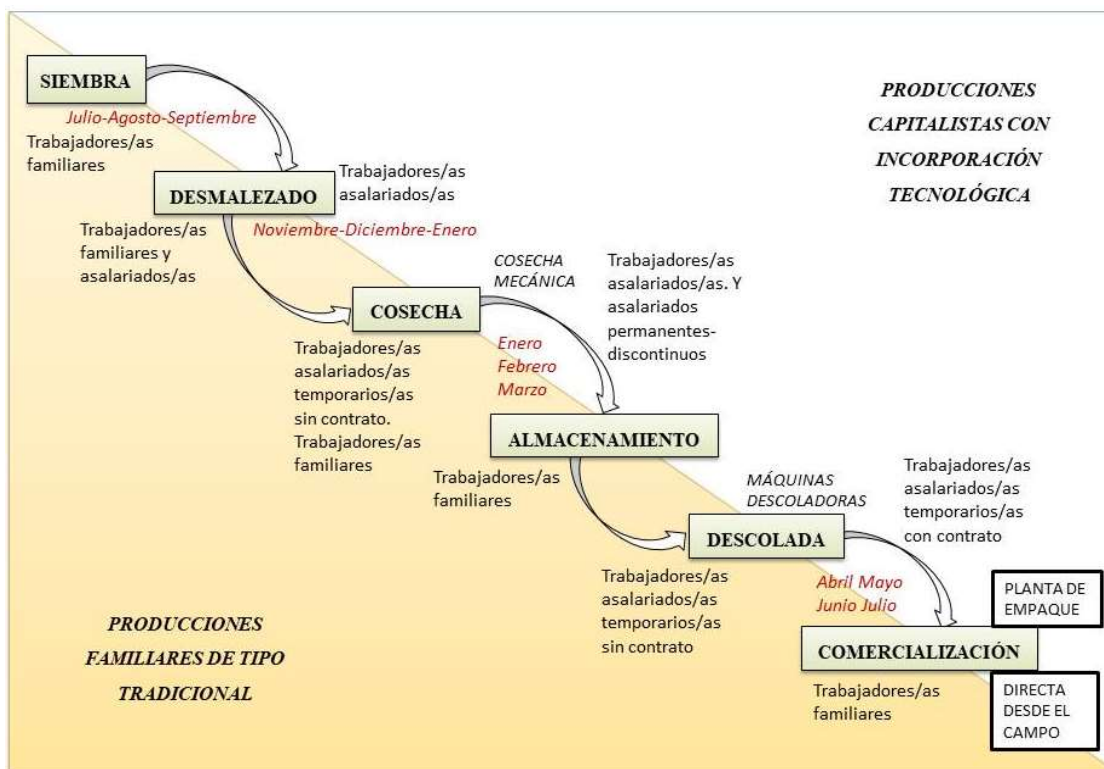 SIEMBRA
Julio-Agosto-Septiembre
Trabajadores/as
familiares
PRODUCCIONES
CAPITALISTAS CON
INCORPORACIÓN
TECNOLÓGICA
DESMALEZADO
Trabajadores/as
asalariados/as
Noviembre-Diciembre-Enero
Trabajadores/as
familiares y
asalariados/as
COSECHA
COSECHA
MECÁNICA
Trabajadores/as
asalariados/as. Y
asalariados
permanentes-
discontinuos
Enero
Febrero
Marzo
Trabajadores/as
asalariados/as
temporarios/as
sin contrato.
Trabajadores/as
familiares
ALMACENAMIENTO
Trabajadores/as
familiares
MÁQUINAS
DESCOLADORAS
Trabajadores/as
asalariados/as
temporarios/as
con contrato
DESCOLADA
Trabajadores/as
asalariados/as
temporarios/as
sin contrato
Abril Mayo
Junio Julio
PLANTA DE
EMPAQUE
COMERCIALIZACIÓN
Trabajadores/as
familiares
DIRECTA
DESDE EL
CAMPO
PRODUCCIONES
FAMILIARES DE TIPO
TRADICIONAL